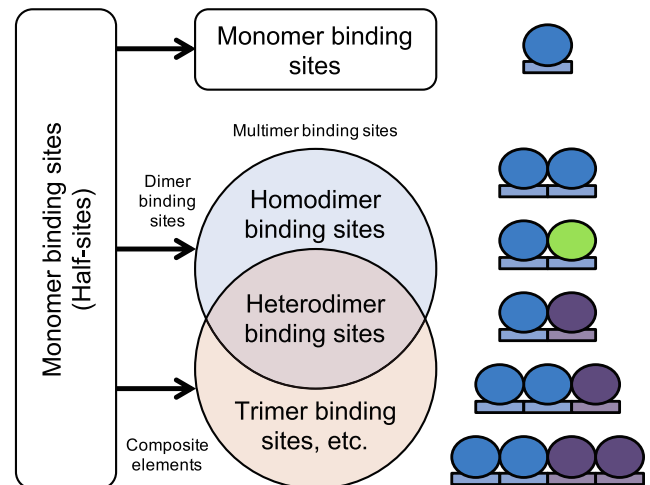 Monomer binding sites
(Half-sites)
Monomer binding
sites
Multimer binding sites
Dimer
binding
sites
Homodimer
binding sites
Heterodimer
binding sites
Trimer binding
sites, etc.
Composite
elements